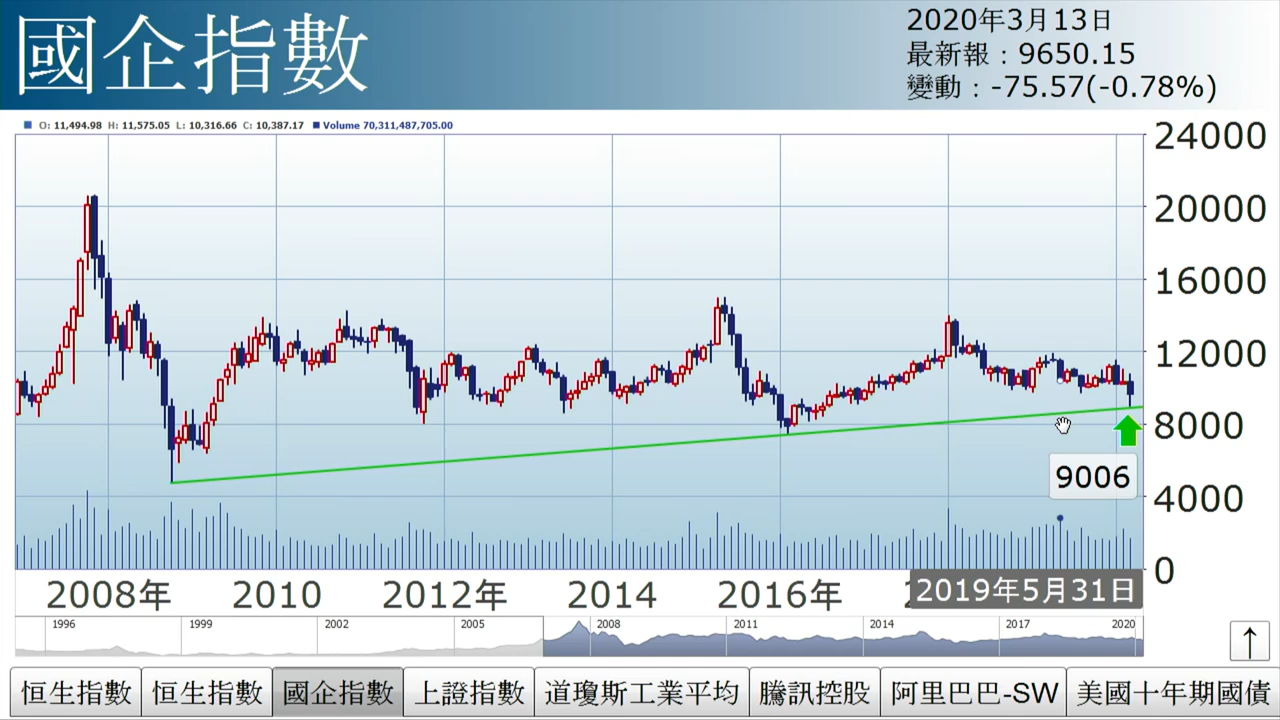 國企指數
2020年3月13日
最新報：9650.15
變動：-75.57(-0.78%)
O: 11,494.98 H: 11,575.05 L: 10,316.66 C: 10,387.17 Volume 70,311,487,705.00
24000
20000
16000
12000
8000
9006
4000
0
2008年 2010 2012年 2014 2016年 2019年5月31日
1996 1999 2002 2005 2008 2011 2014 2017 2020
↑
恒生指數 恒生指數 國企指數 上證指數 道瓊斯工業平均 騰訊控股 阿里巴巴-SW 美國十年期國債